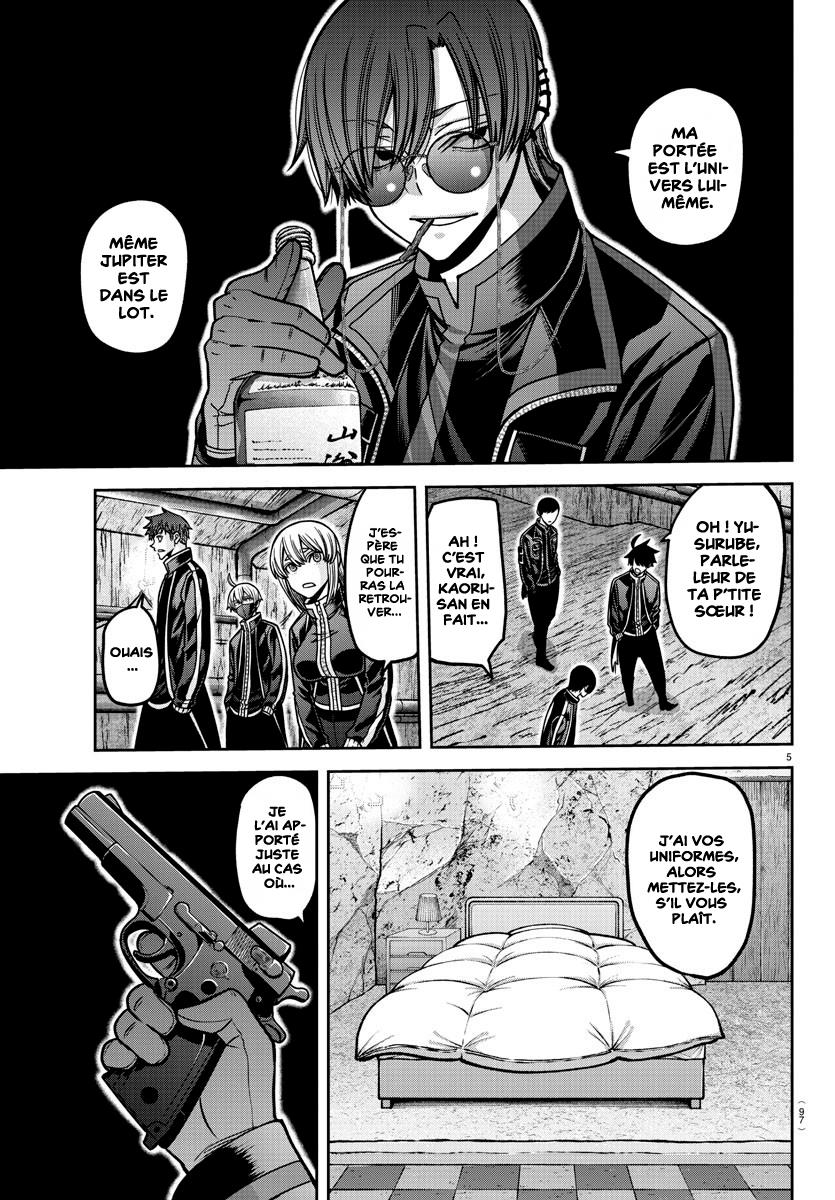 MA
PORTÉE
EST L'UNI-
VERS LUI-
MÊME.
MÊME
JUPITER
EST
DANS LE
LOT.
OH ! YU-
SURUBE,
PARLE-
LEUR DE
TA P'TITE
SŒUR !
AH !
C'EST
VRAI,
KAORU-
SAN EN
FAIT...
J'ES-
PÈRE
QUE TU
POUR-
RAS LA
RETROU-
VER...
OUAIS
...
5
J'AI VOS
UNIFORMES,
ALORS
METTEZ-LES,
S'IL VOUS
PLAÎT.
JE
L'AI AP-
PORTÉ
JUSTE
AU CAS
OÙ...
( 97 )